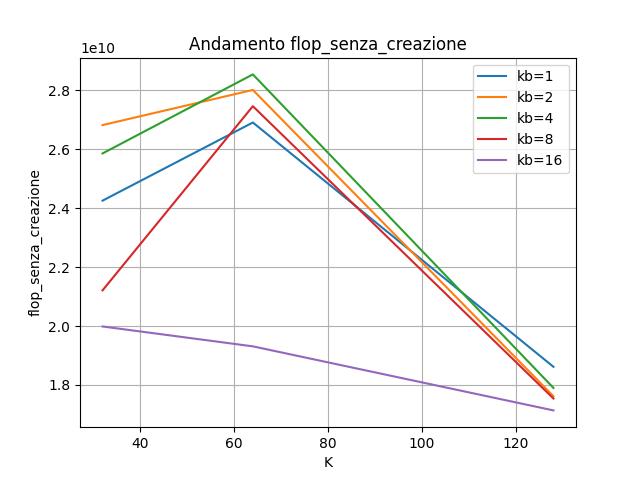 Andamento flop_senza_creazione
1e10
2.8
2.6
2.4
2.2
2.0
1.8
flop_senza_creazione
40
60
80
100
120
K
kb=1
kb=2
kb=4
kb=8
kb=16